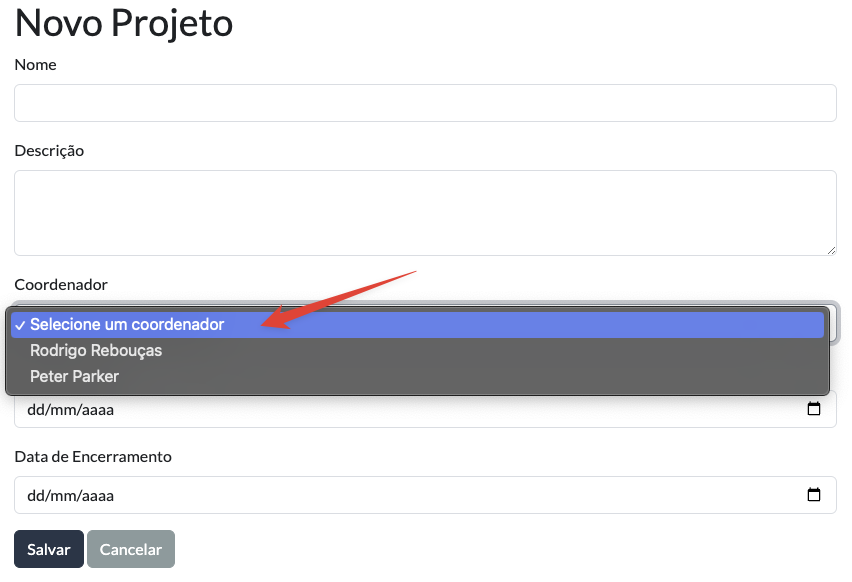 Novo Projeto
Nome
Descrição
Coordenador
✓ Selecione um coordenador
Rodrigo Rebouças
Peter Parker
dd/mm/aaaa
Data de Encerramento
dd/mm/aaaa
Salvar Cancelar